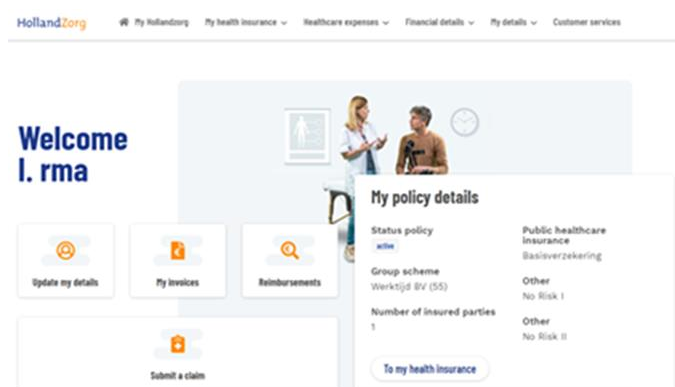 HollandZorg
My Hollandzorg
My health insurance
Healthcare expenses
Financial details
My details
Customer services
Welcome
I. rma
Update my details
My invoices
Reimbursements
Submit a claim
My policy details
Status policy
active
Group scheme
Werktijd BV (55)
Number of insured parties
1
Public healthcare
insurance
Basisverzekering
Other
No Risk I
Other
No Risk II
To my health insurance